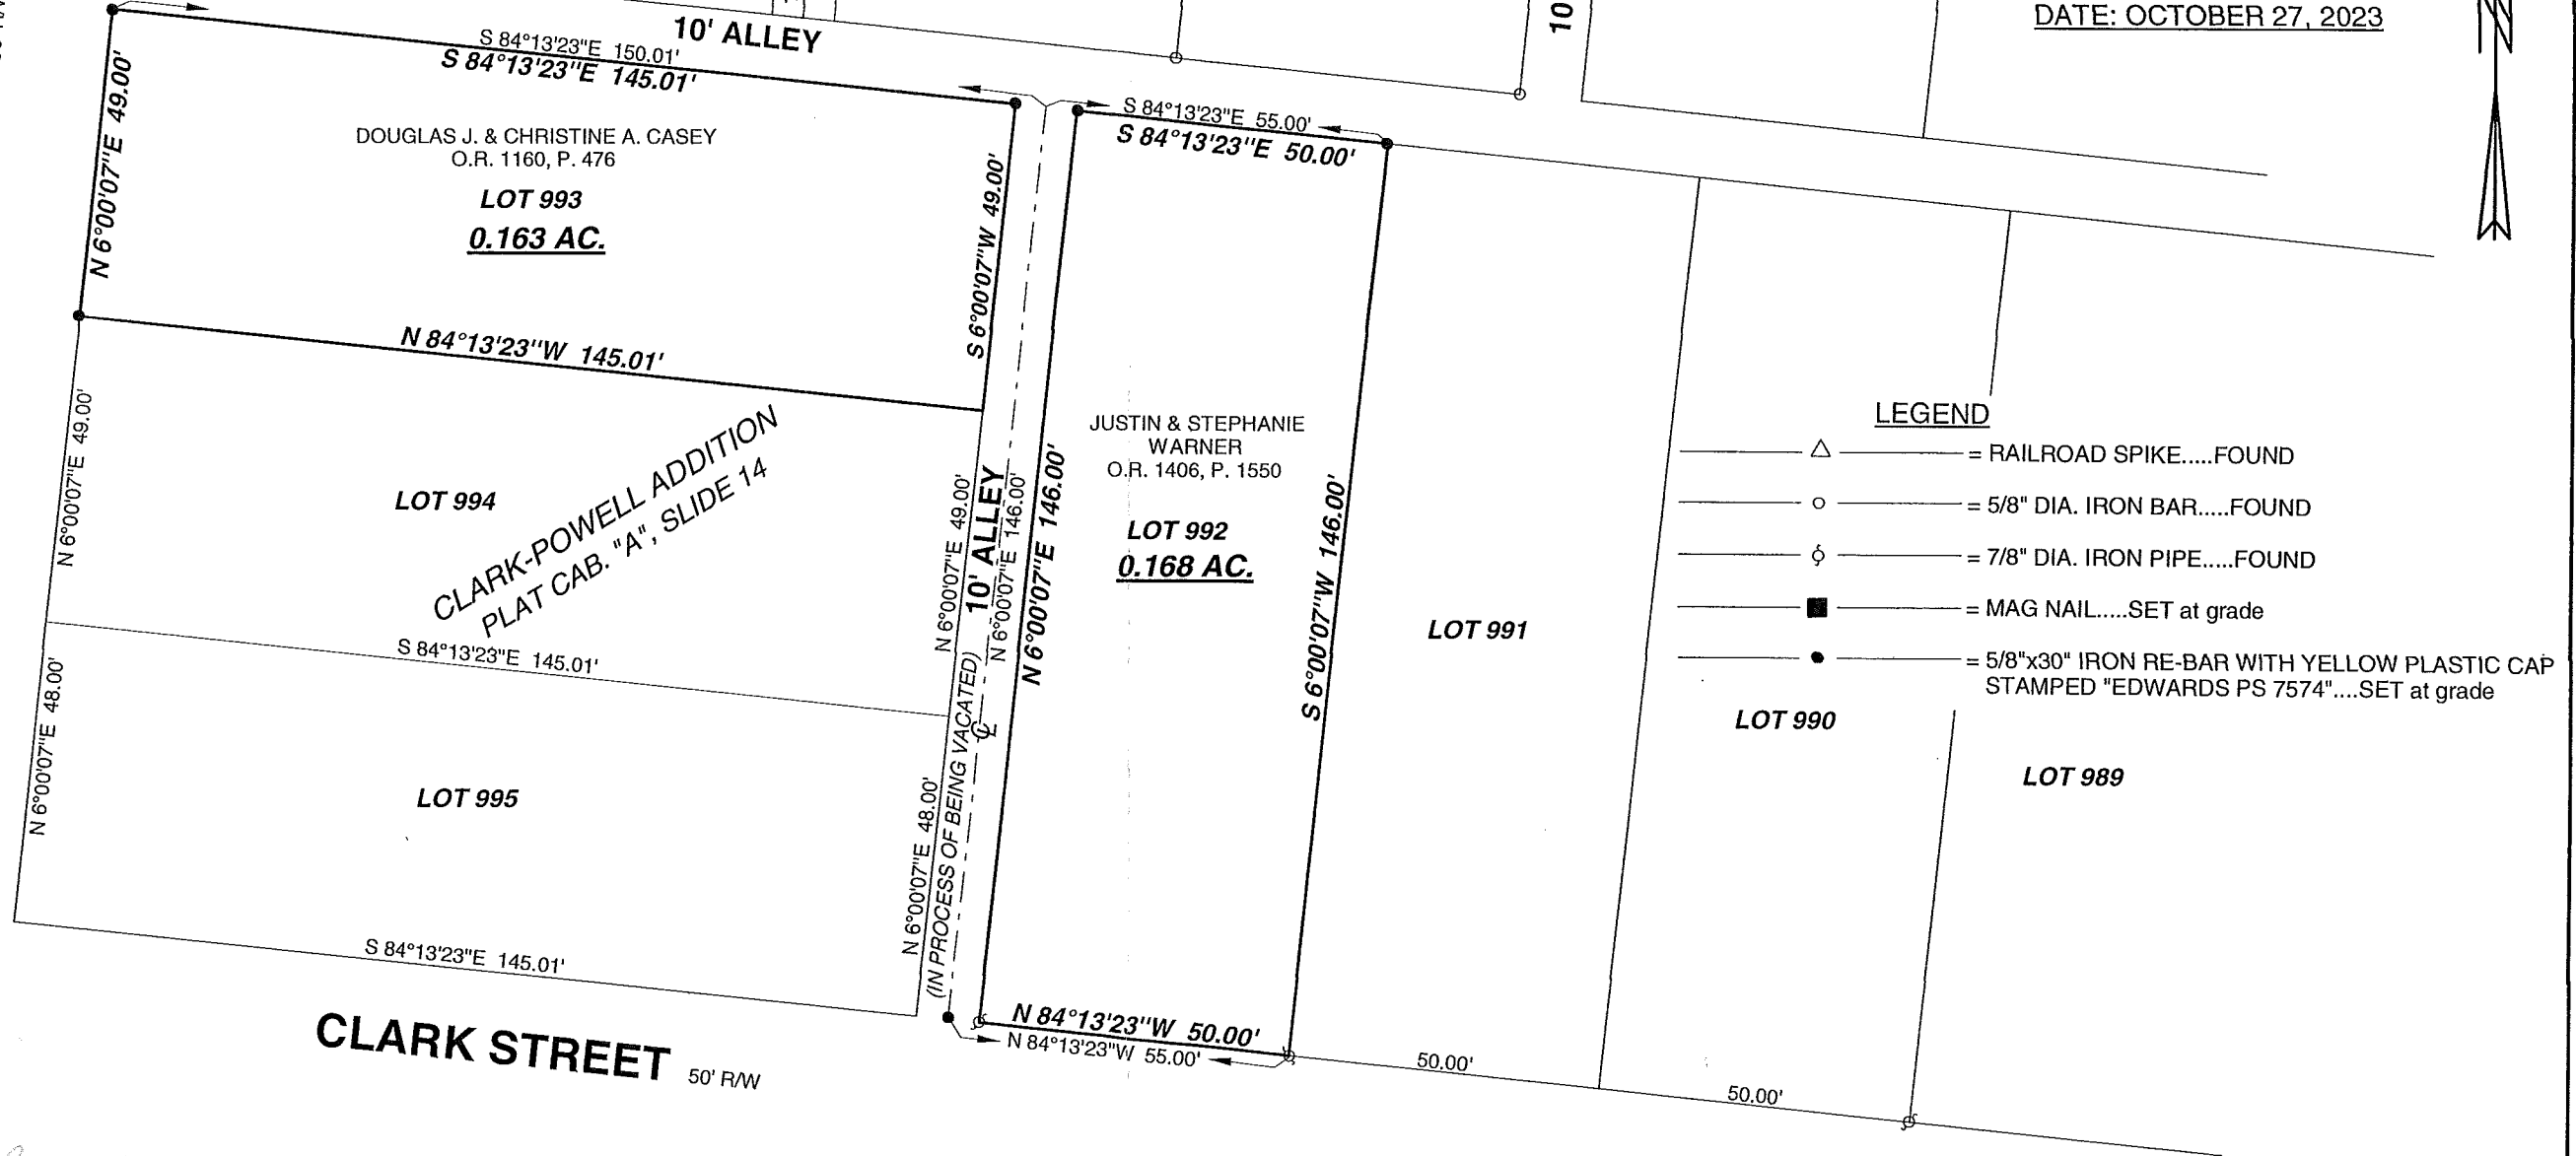 DATE: OCTOBER 27, 2023
N
10
10' ALLEY
S 84°13'23"E 150.01'
S 84°13'23"E 145.01'
N 6°00'07"E 49.00'
DOUGLAS J. & CHRISTINE A. CASEY
O.R. 1160, P. 476
LOT 993
0.163 AC.
S 6°00'07"W 49.00'
N 84°13'23"W 145.01'
S 84°13'23"E 55.00'
S 84°13'23"E 50.00'
N 6°00'07"E 49.00'
LOT 994
CLARK-POWELL ADDITION
PLAT CAB. "A", SLIDE 14
N 6°00'07"E 49.00'
10' ALLEY
(IN PROCESS OF BEING VACATED)
N 6°00'07"E 146.00'
N 6°00'07"E 146.00'
℄
JUSTIN & STEPHANIE
WARNER
O.R. 1406, P. 1550
LOT 992
0.168 AC.
S 6°00'07"W 146.00'
LOT 991
LOT 990
LOT 989
LEGEND
= RAILROAD SPIKE.....FOUND
= 5/8" DIA. IRON BAR.....FOUND
= 7/8" DIA. IRON PIPE.....FOUND
= MAG NAIL.....SET at grade
= 5/8"x30" IRON RE-BAR WITH YELLOW PLASTIC CAP
STAMPED "EDWARDS PS 7574"....SET at grade
S 84°13'23"E 145.01'
N 6°00'07"E 48.00'
LOT 995
N 6°00'07"E 48.00'
S 84°13'23"E 145.01'
N 84°13'23"W 50.00'
N 84°13'23"W 55.00'
50.00'
50.00'
CLARK STREET 50' R/W